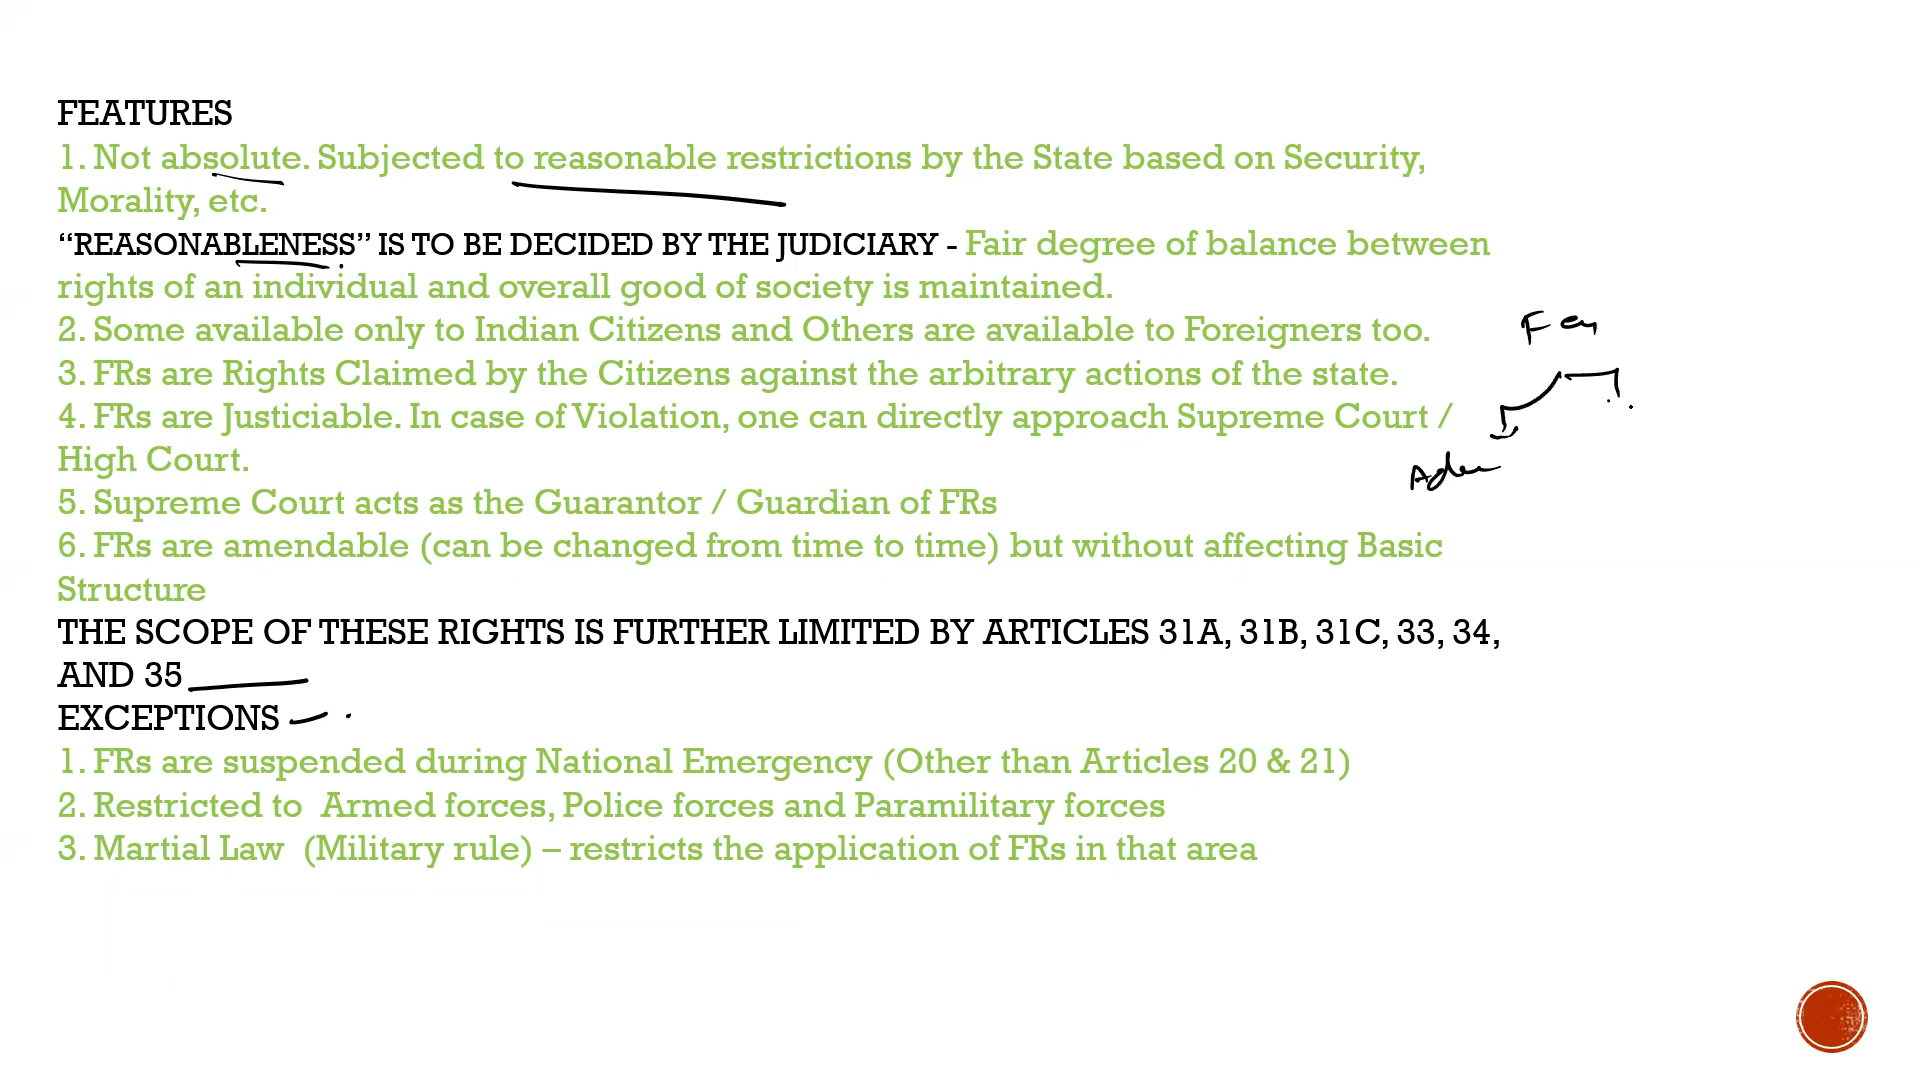 FEATURES
1. Not absolute. Subjected to reasonable restrictions by the State based on Security,
Morality, etc.
“REASONABLENESS” IS TO BE DECIDED BY THE JUDICIARY - Fair degree of balance between
rights of an individual and overall good of society is maintained.
2. Some available only to Indian Citizens and Others are available to Foreigners too.
3. FRs are Rights Claimed by the Citizens against the arbitrary actions of the state.
4. FRs are Justiciable. In case of Violation, one can directly approach Supreme Court /
High Court.
5. Supreme Court acts as the Guarantor / Guardian of FRs
6. FRs are amendable (can be changed from time to time) but without affecting Basic
Structure
THE SCOPE OF THESE RIGHTS IS FURTHER LIMITED BY ARTICLES 31A, 31B, 31C, 33, 34,
AND 35
EXCEPTIONS
1. FRs are suspended during National Emergency (Other than Articles 20 & 21)
2. Restricted to  Armed forces, Police forces and Paramilitary forces
3. Martial Law  (Military rule) – restricts the application of FRs in that area